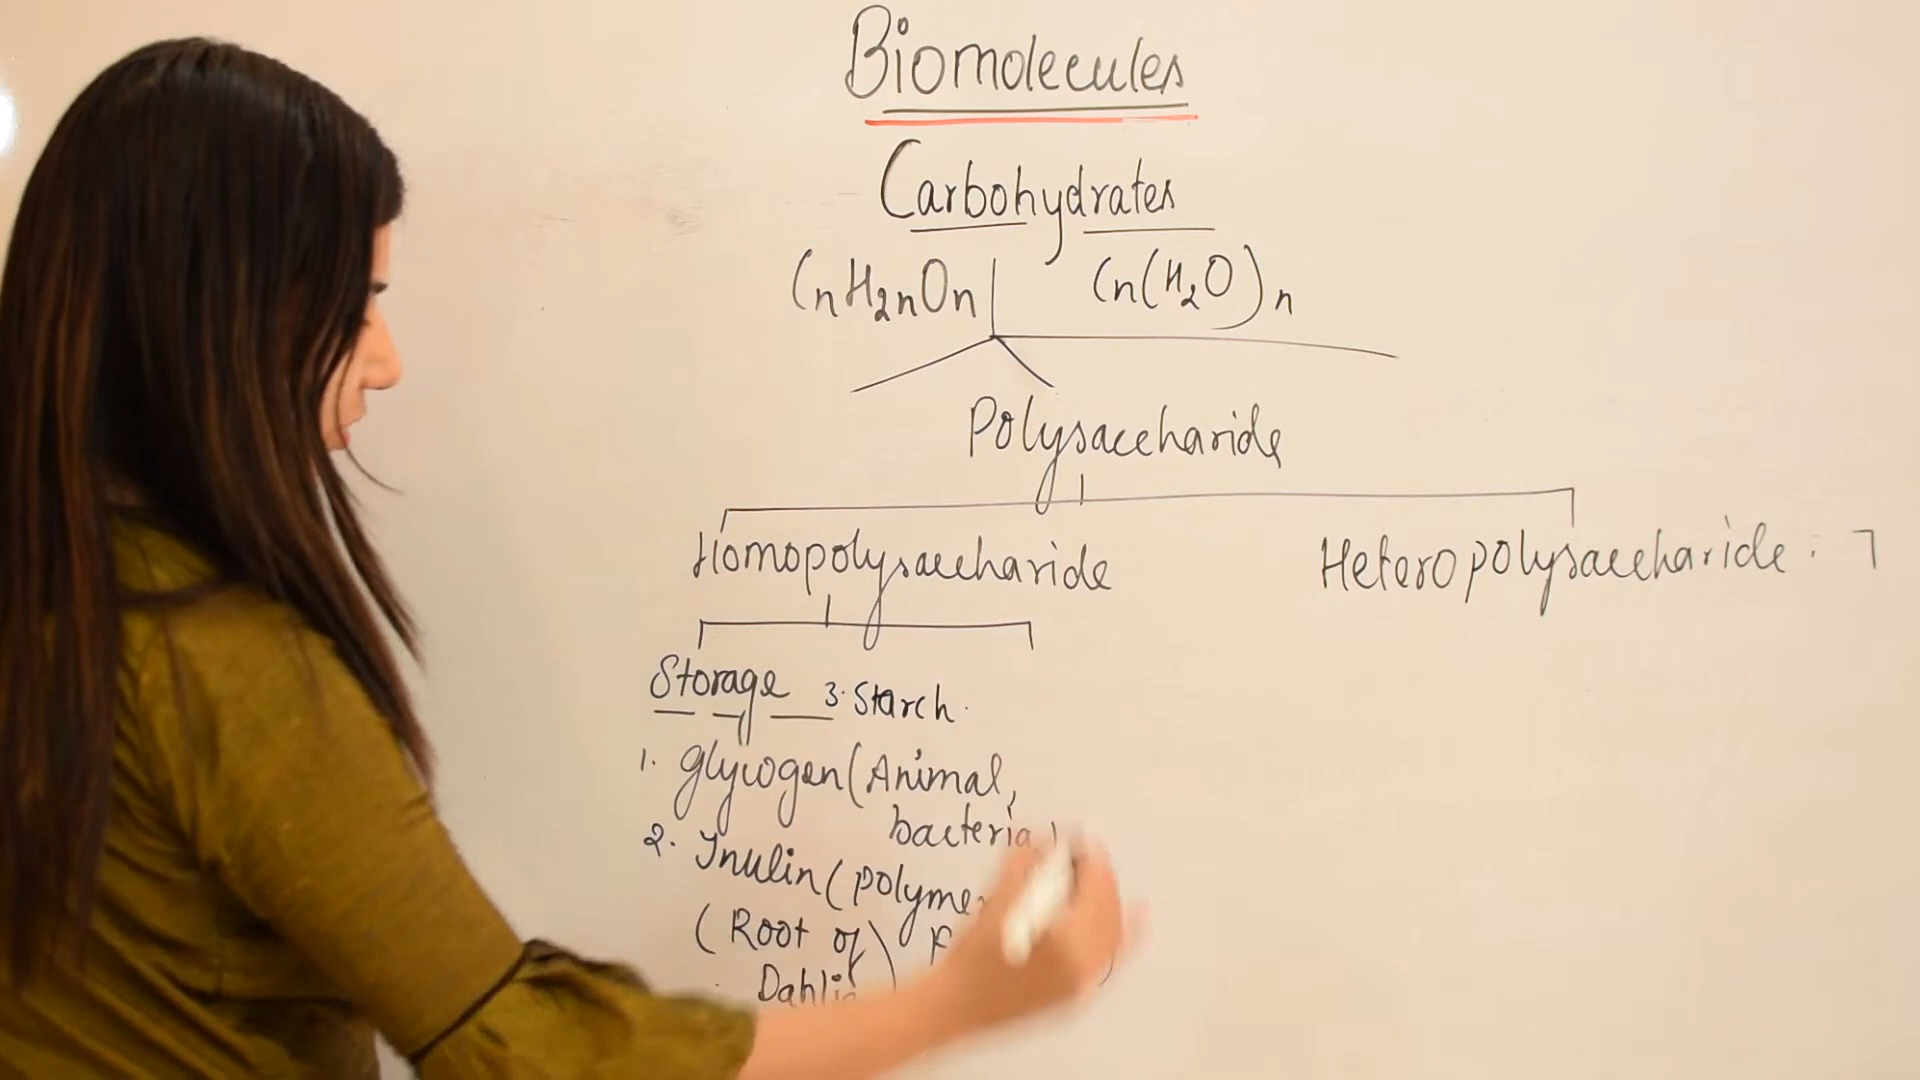 Biomolecules
Carbohydrates
CnH2nOn Cn(H2O)n
Polysaccharide
Homopolysaccharide Heteropolysaccharide.
Storage 3. Starch.
1. Glycogen (Animal,
bacteria)
2. Inulin (Polymer
(Root of)